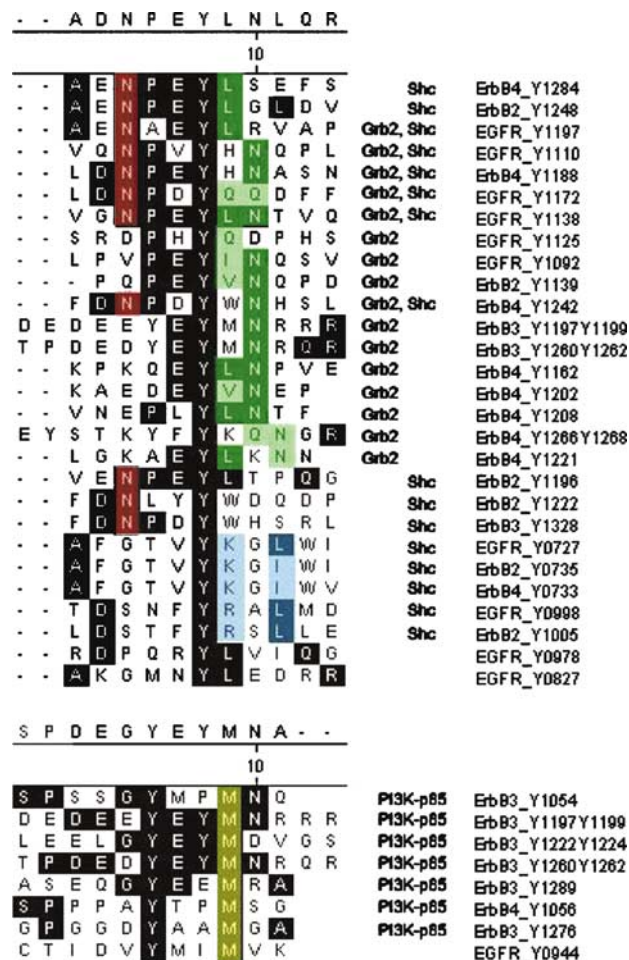 - - A D N P E Y L N L Q R
10
- - A E N P E Y L S E F S Shc ErbB4_Y1284
- - A E N P E Y L G L D V Shc ErbB2_Y1248
- - A E N A E Y L R V A P Grb2, Shc EGFR_Y1197
- - V Q N P V Y H N Q P L Grb2, Shc EGFR_Y1110
- - L D N P E Y H N A S N Grb2, Shc ErbB4_Y1188
- - L D N P D Y Q Q D F F Grb2, Shc EGFR_Y1172
- - V G N P E Y L N T V Q Grb2, Shc EGFR_Y1138
- - S R D P H Y Q D P H S Grb2 EGFR_Y1125
- - L P V P E Y I N Q S V Grb2 EGFR_Y1092
- - - P Q P E Y V N Q P D Grb2 ErbB2_Y1139
- - F D N P D Y W N H S L Grb2, Shc ErbB4_Y1242
D E D E E Y E Y M N R R R Grb2 ErbB3_Y1197Y1199
T P D E D Y E Y M N R Q R Grb2 ErbB3_Y1260Y1262
- - K P K Q E Y L N P V E Grb2 ErbB4_Y1162
- - K A E D E Y V N E P Grb2 ErbB4_Y1202
- - V N E P L Y L N T F Grb2 ErbB4_Y1208
E Y S T K Y F Y K Q N G R Grb2 ErbB4_Y1266Y1268
- - L G K A E Y L K N N Grb2 ErbB4_Y1221
- - V E N P E Y L T P Q G Shc ErbB2_Y1196
- - F D N L Y Y W D Q D P Shc ErbB2_Y1222
- - F D N P D Y W H S R L Shc ErbB3_Y1328
- - A F G T V Y K G L W I Shc EGFR_Y0727
- - A F G T V Y K G I W I Shc ErbB2_Y0735
- - A F G T V Y K G I W V Shc ErbB4_Y0733
- - T D S N F Y R A L M D Shc EGFR_Y0998
- - L D S T F Y R S L L E Shc ErbB2_Y1005
- - R D P Q R Y L V I Q G EGFR_Y0978
- - A K G M N Y L E D R R EGFR_Y0827
S P D E G Y E Y M N A - -
10
S P S S G Y M P M N Q PI3K-p85 ErbB3_Y1054
D E D E E Y E Y M N R R R PI3K-p85 ErbB3_Y1197Y1199
L E E L G Y E Y M D V G S PI3K-p85 ErbB3_Y1222Y1224
T P D E D Y E Y M N R Q R PI3K-p85 ErbB3_Y1260Y1262
A S E Q G Y E E M R A PI3K-p85 ErbB3_Y1289
S P P P A Y T P M S G PI3K-p85 ErbB4_Y1056
G P G G D Y A A M G A PI3K-p85 ErbB3_Y1276
C T I D V Y M I M V K EGFR_Y0944